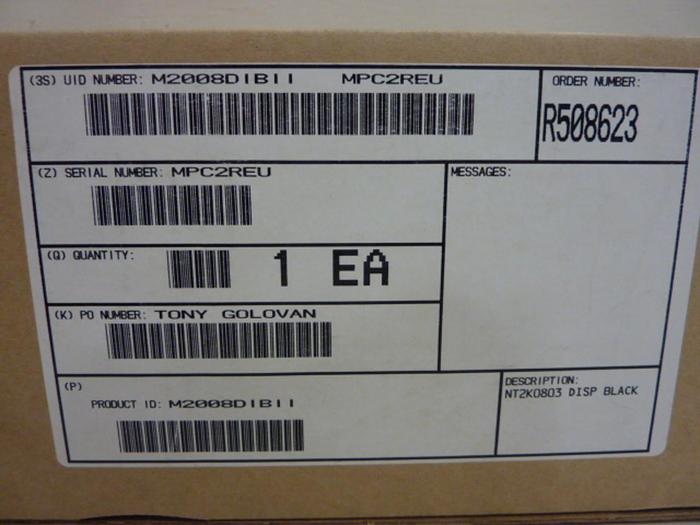 (3S) UID NUMBER: M2008DIBII MPC2REU
ORDER NUMBER:
R508623
(Z) SERIAL NUMBER: MPC2REU
MESSAGES:
(Q) QUANTITY: 1 EA
(K) PO NUMBER: TONY GOLOVAN
(P)
PRODUCT ID: M2008DIBII
DESCRIPTION:
NT2K0803 DISP BLACK